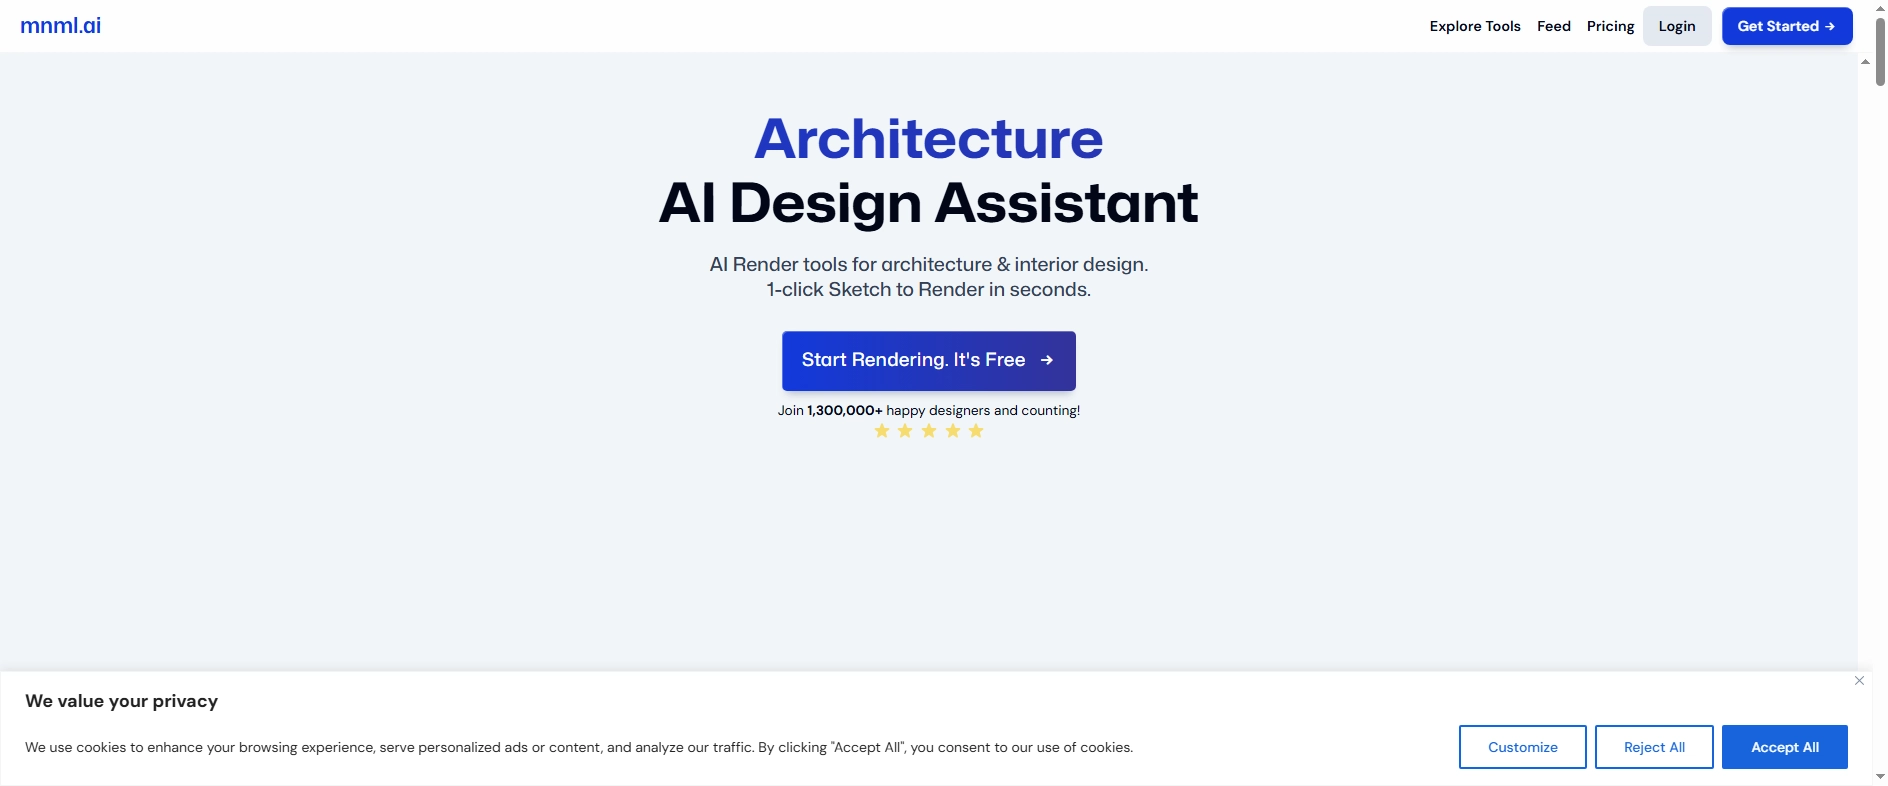 mnml.ai
Explore Tools
Feed
Pricing
Login
Get Started →
Architecture
AI Design Assistant
AI Render tools for architecture & interior design.
1-click Sketch to Render in seconds.
Start Rendering. It's Free →
Join 1,300,000+ happy designers and counting!
We value your privacy
We use cookies to enhance your browsing experience, serve personalized ads or content, and analyze our traffic. By clicking "Accept All", you consent to our use of cookies.
Customize
Reject All
Accept All